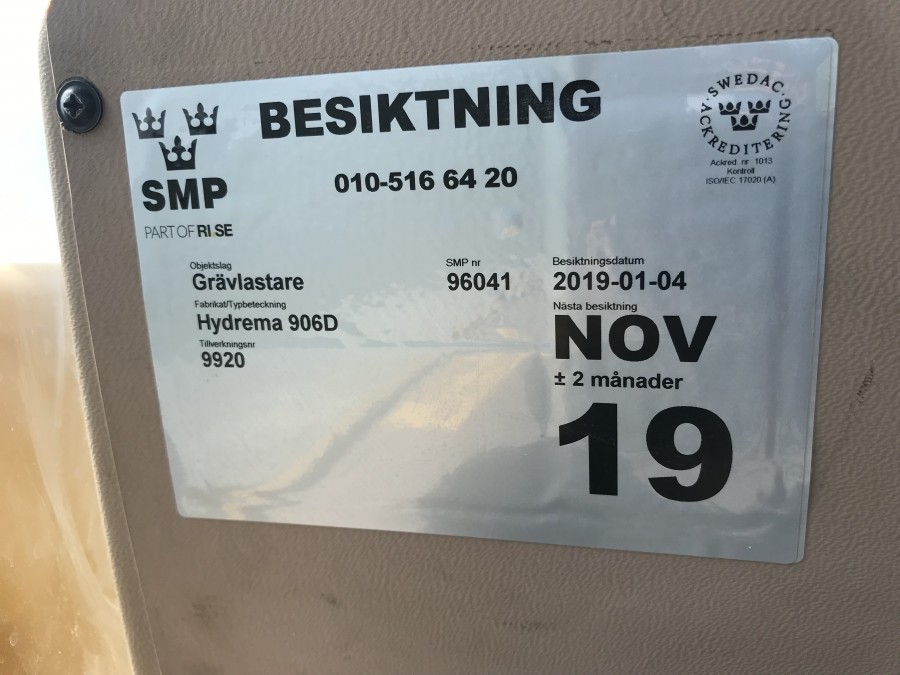 BESIKTNING
010-516 64 20
SMP
PART OF RI.SE
SWEDAC ACKREDITERING
Ackred. nr 1013
Kontroll
ISO/IEC 17020 (A)
Objektslag
Grävlastare
SMP nr
96041
Besiktningsdatum
2019-01-04
Fabrikat/Typbeteckning
Hydrema 906D
Tillverkningsnr
9920
Nästa besiktning
NOV
± 2 månader
19